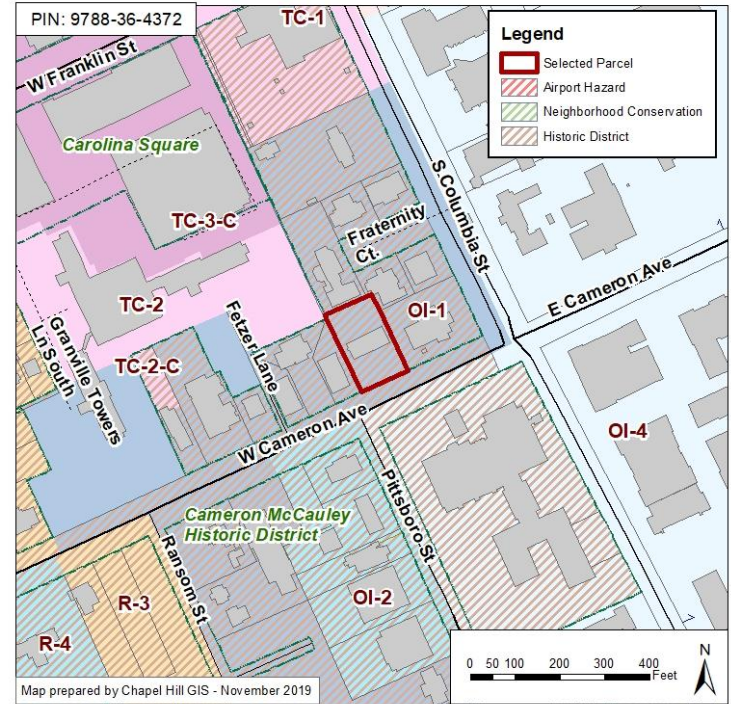 PIN: 9788-36-4372
TC-1
W Franklin St
Legend
Selected Parcel
Airport Hazard
Neighborhood Conservation
Historic District
Carolina Square
S Columbia St
TC-3-C
Fraternity
Ct.
TC-2
Fetzer Lane
OI-1
E Cameron Ave
Granville Towers
Ln South
TC-2-C
W Cameron Ave
OI-4
Cameron McCauley
Historic District
Pittsboro St
Ransom St
R-3
OI-2
R-4
0 50 100 200 300 400
Feet
N
Map prepared by Chapel Hill GIS - November 2019